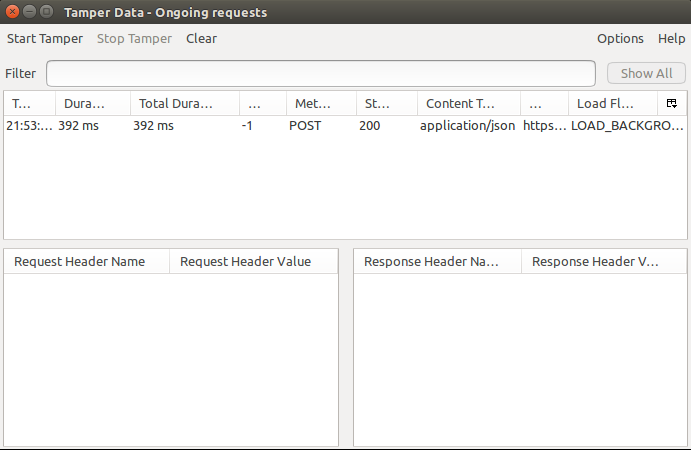 Tamper Data - Ongoing requests
Start Tamper Stop Tamper Clear Options Help
Filter Show All
T... Dura... Total Dura... ... Met... St... Content T... ... Load Fl...
21:53:... 392 ms 392 ms -1 POST 200 application/json https... LOAD_BACKGRO...
Request Header Name Request Header Value Response Header Na... Response Header V...